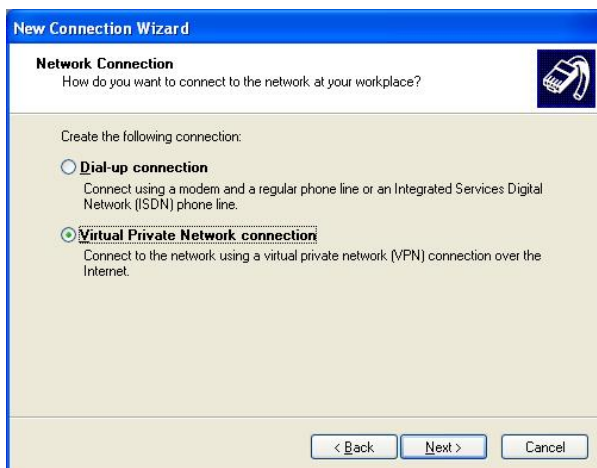 New Connection Wizard
Network Connection
How do you want to connect to the network at your workplace?
Create the following connection:
Dial-up connection
Connect using a modem and a regular phone line or an Integrated Services Digital
Network (ISDN) phone line.
Virtual Private Network connection
Connect to the network using a virtual private network (VPN) connection over the
Internet.
< Back
Next >
Cancel